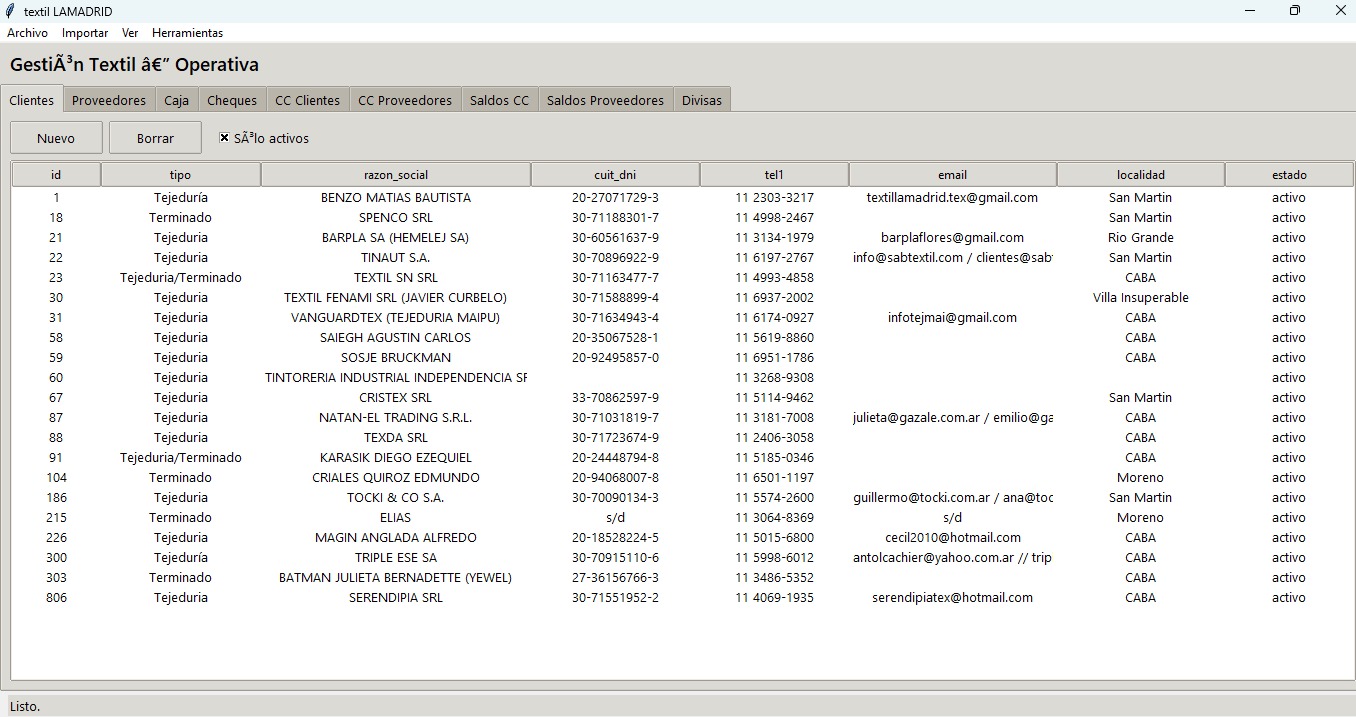 textil LAMADRID
Archivo Importar Ver Herramientas
GestiÃ³n Textil â€” Operativa
Clientes Proveedores Caja Cheques CC Clientes CC Proveedores Saldos CC Saldos Proveedores Divisas
Nuevo Borrar SÃ³lo activos
id tipo razon_social cuit_dni tel1 email localidad estado
1 Tejeduría BENZO MATIAS BAUTISTA 20-27071729-3 11 2303-3217 textillamadrid.tex@gmail.com San Martin activo
18 Terminado SPENCO SRL 30-71188301-7 11 4998-2467 activo
21 Tejeduria BARPLA SA (HEMELEJ SA) 30-60561637-9 11 3134-1979 barplaflores@gmail.com Rio Grande activo
22 Tejeduria TINAUT S.A. 30-70896922-9 11 6197-2767 info@sabtextil.com / clientes@sab San Martin activo
23 Tejeduria/Terminado TEXTIL SN SRL 30-71163477-7 11 4993-4858 CABA activo
30 Tejeduria TEXTIL FENAMI SRL (JAVIER CURBELO) 30-71588899-4 11 6937-2002 Villa Insuperable activo
31 Tejeduria VANGUARDTEX (TEJEDURIA MAIPU) 30-71634943-4 11 6174-0927 infotejmai@gmail.com CABA activo
58 Tejeduria SAIEGH AGUSTIN CARLOS 20-35067528-1 11 5619-8860 CABA activo
59 Tejeduria SOSJE BRUCKMAN 20-92495857-0 11 6951-1786 CABA activo
60 Tejeduria TINTORERIA INDUSTRIAL INDEPENDENCIA SR 11 3268-9308 activo
67 Tejeduria CRISTEX SRL 33-70862597-9 11 5114-9462 San Martin activo
87 Tejeduria NATAN-EL TRADING S.R.L. 30-71031819-7 11 3181-7008 julieta@gazale.com.ar / emilio@ga CABA activo
88 Tejeduria TEXDA SRL 30-71723674-9 11 2406-3058 CABA activo
91 Tejeduria/Terminado KARASIK DIEGO EZEQUIEL 20-24448794-8 11 5185-0346 CABA activo
104 Terminado CRIALES QUIROZ EDMUNDO 20-94068007-8 11 6501-1197 Moreno activo
186 Tejeduria TOCKI & CO S.A. 30-70090134-3 11 5574-2600 guillermo@tocki.com.ar / ana@toc San Martin activo
215 Terminado ELIAS s/d 11 3064-8369 s/d Moreno activo
226 Tejeduria MAGIN ANGLADA ALFREDO 20-18528224-5 11 5015-6800 cecil2010@hotmail.com CABA activo
300 Tejeduría TRIPLE ESE SA 30-70915110-6 11 5998-6012 antolcachier@yahoo.com.ar // trip CABA activo
303 Terminado BATMAN JULIETA BERNADETTE (YEWEL) 27-36156766-3 11 3486-5352 CABA activo
806 Tejeduria SERENDIPIA SRL 30-71551952-2 11 4069-1935 serendipiatex@hotmail.com CABA activo
Listo.